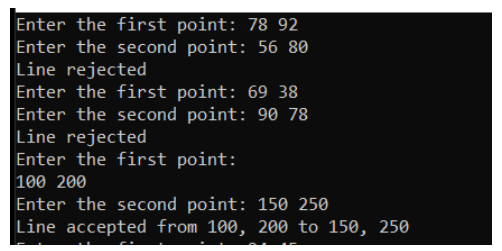 Enter the first point: 78 92
Enter the second point: 56 80
Line rejected
Enter the first point: 69 38
Enter the second point: 90 78
Line rejected
Enter the first point:
100 200
Enter the second point: 150 250
Line accepted from 100, 200 to 150, 250